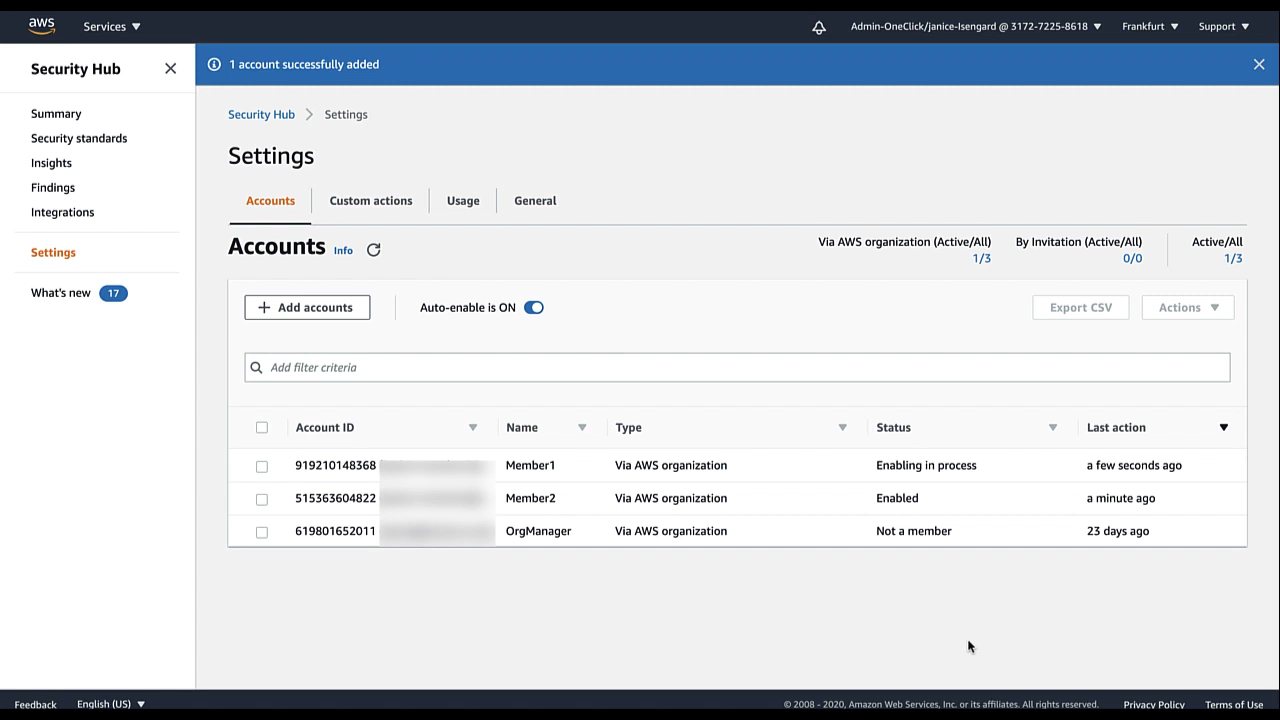 aws Services Admin-OneClick/janice-Isengard @ 3172-7225-8618 Frankfurt Support
Security Hub
1 account successfully added
Summary
Security standards
Insights
Findings
Integrations
Settings
What's new 17
Security Hub Settings
Settings
Accounts Custom actions Usage General
Accounts Info
Via AWS organization (Active/All) By Invitation (Active/All) Active/All
1/3 0/0 1/3
Add accounts Auto-enable is ON Export CSV Actions
Add filter criteria
Account ID Name Type Status Last action
919210148368 Member1 Via AWS organization Enabling in process a few seconds ago
515363604822 Member2 Via AWS organization Enabled a minute ago
619801652011 OrgManager Via AWS organization Not a member 23 days ago
Feedback English (US) © 2008 - 2020, Amazon Web Services, Inc. or its affiliates. All rights reserved. Privacy Policy Terms of Use